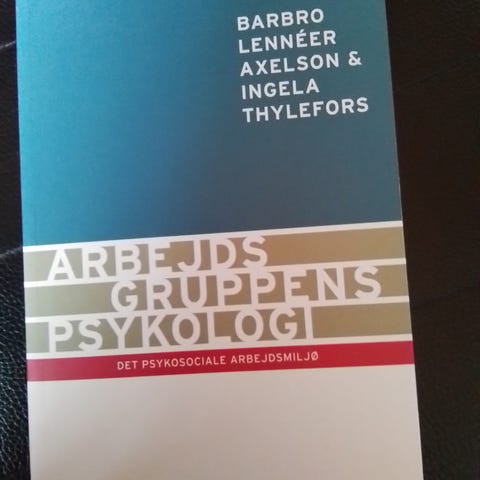 BARBRO
LENNÉER
AXELSON &
INGELA
THYLEFORS
ARBEJDS
GRUPPENS
PSYKOLOGI
DET PSYKOSOCIALE ARBEJDSMILJØ